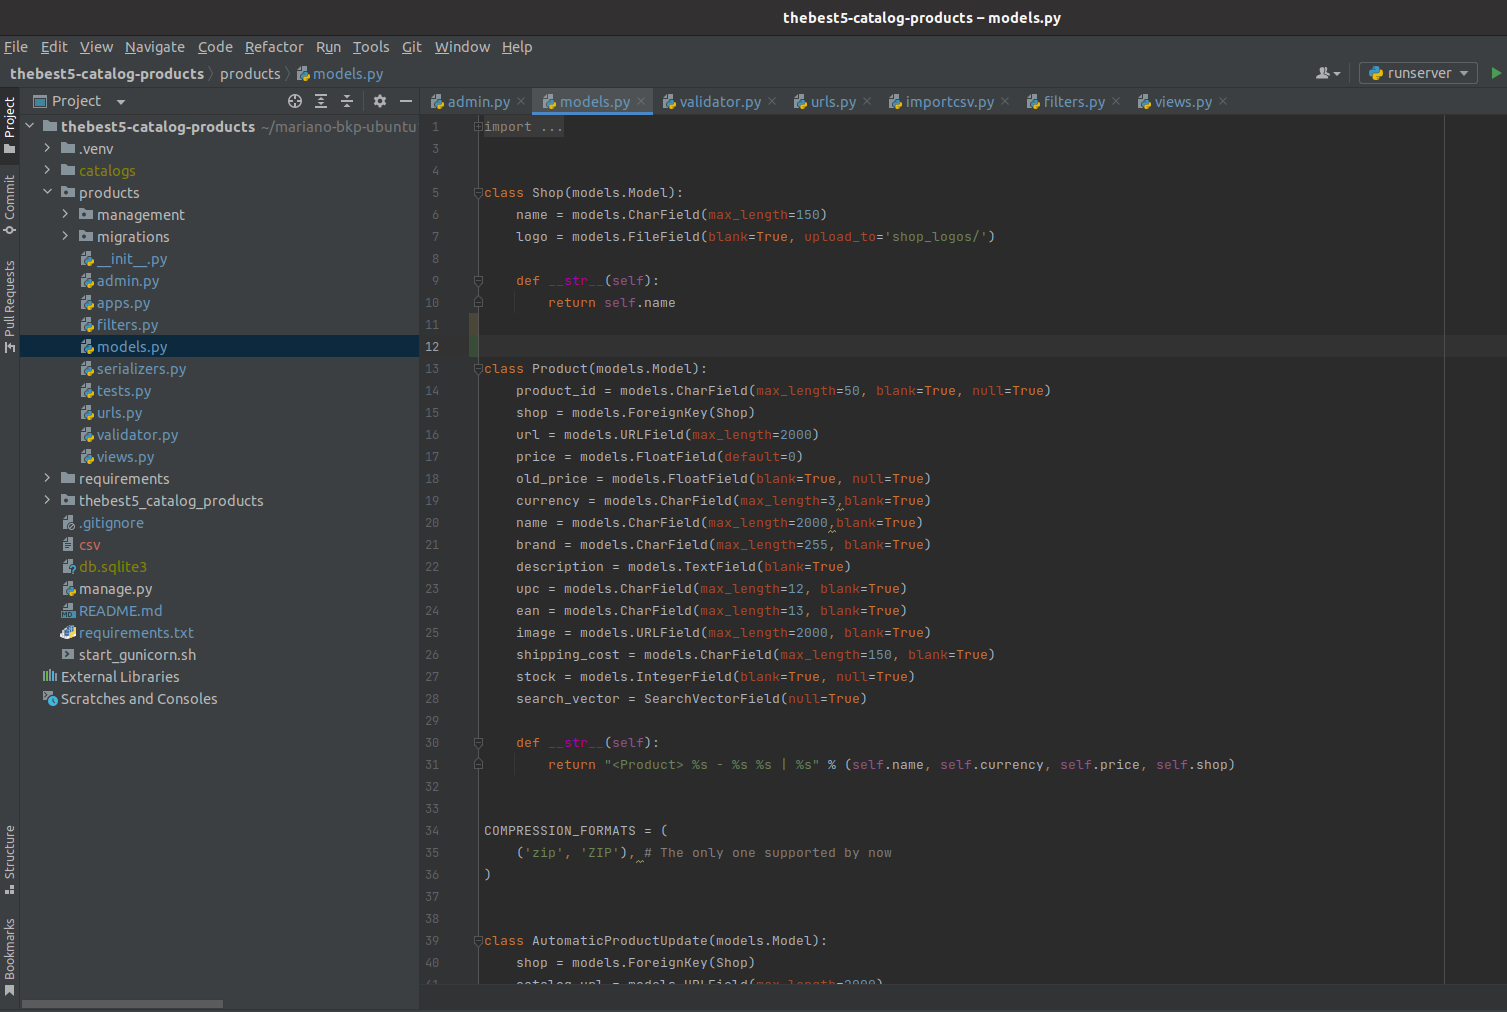 thebest5-catalog-products – models.py
File Edit View Navigate Code Refactor Run Tools Git Window Help
thebest5-catalog-products products models.py
runserver
Project
Commit
Pull Requests
Structure
Bookmarks
Project
thebest5-catalog-products ~/mariano-bkp-ubuntu
.venv
catalogs
products
management
migrations
__init__.py
admin.py
apps.py
filters.py
models.py
serializers.py
tests.py
urls.py
validator.py
views.py
requirements
thebest5_catalog_products
.gitignore
csv
db.sqlite3
manage.py
README.md
requirements.txt
start_gunicorn.sh
External Libraries
Scratches and Consoles
admin.py models.py validator.py urls.py importcsv.py filters.py views.py
1 import ...
3
4
5 class Shop(models.Model):
6 name = models.CharField(max_length=150)
7 logo = models.FileField(blank=True, upload_to='shop_logos/')
8
9 def __str__(self):
10 return self.name
11
12
13 class Product(models.Model):
14 product_id = models.CharField(max_length=50, blank=True, null=True)
15 shop = models.ForeignKey(Shop)
16 url = models.URLField(max_length=2000)
17 price = models.FloatField(default=0)
18 old_price = models.FloatField(blank=True, null=True)
19 currency = models.CharField(max_length=3,blank=True)
20 name = models.CharField(max_length=2000,blank=True)
21 brand = models.CharField(max_length=255, blank=True)
22 description = models.TextField(blank=True)
23 upc = models.CharField(max_length=12, blank=True)
24 ean = models.CharField(max_length=13, blank=True)
25 image = models.URLField(max_length=2000, blank=True)
26 shipping_cost = models.CharField(max_length=150, blank=True)
27 stock = models.IntegerField(blank=True, null=True)
28 search_vector = SearchVectorField(null=True)
29
30 def __str__(self):
31 return "<Product> %s - %s %s | %s" % (self.name, self.currency, self.price, self.shop)
32
33
34 COMPRESSION_FORMATS = (
35 ('zip', 'ZIP'), # The only one supported by now
36 )
37
38
39 class AutomaticProductUpdate(models.Model):
40 shop = models.ForeignKey(Shop)
41 catalog_url = models.URLField(max_length=2000)